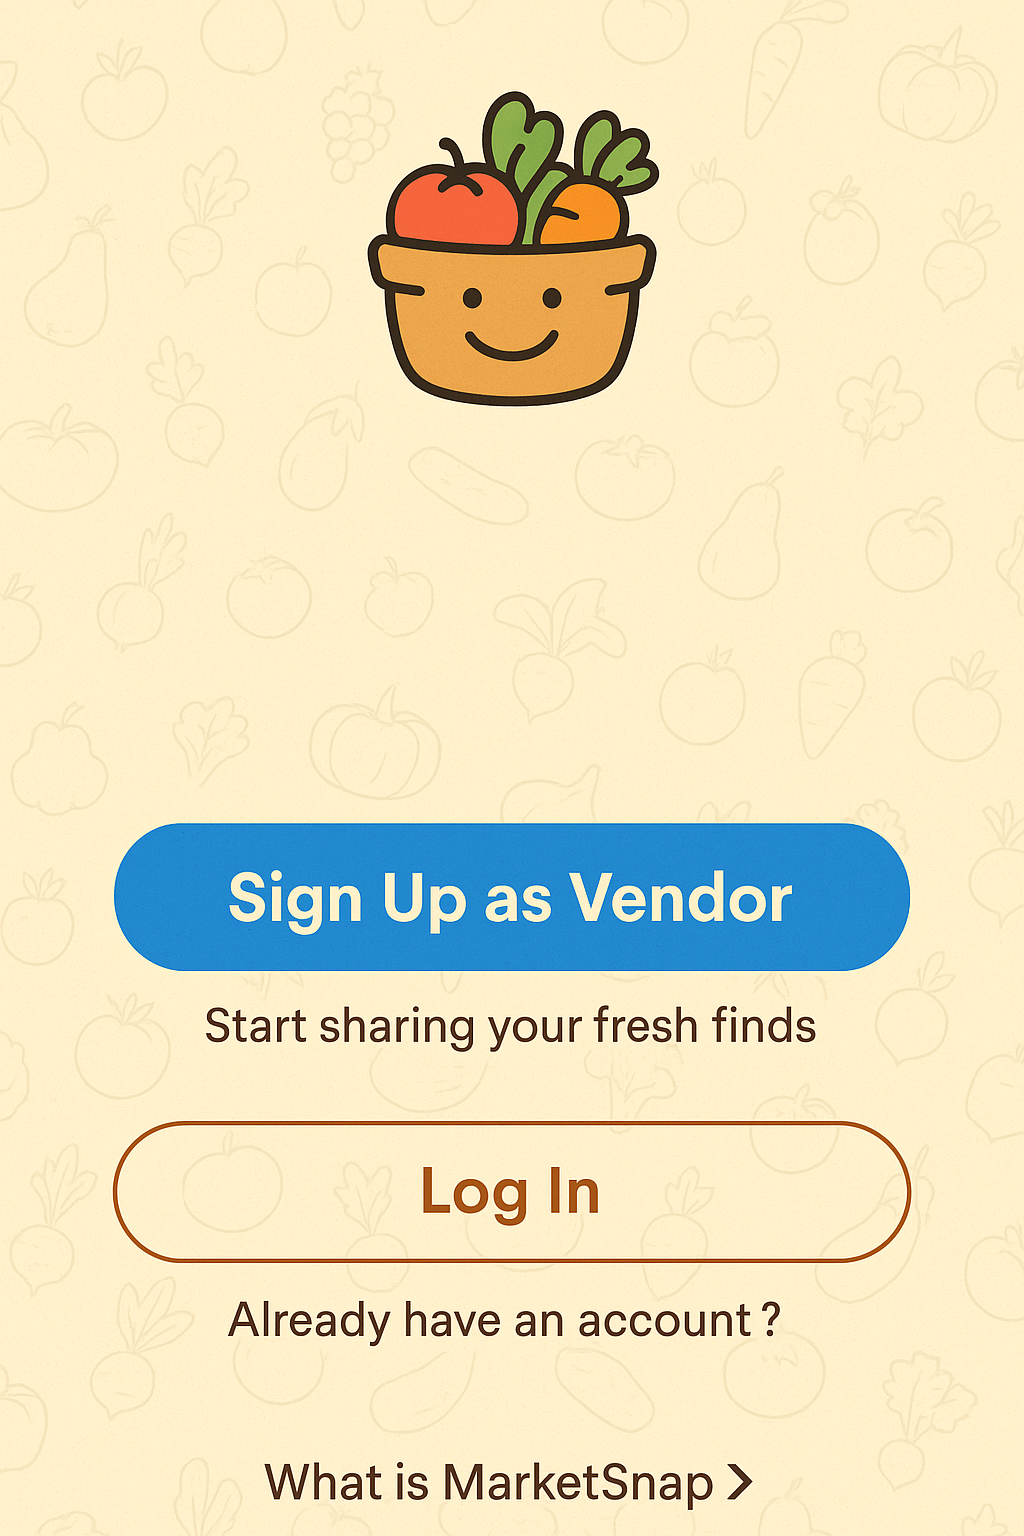 Sign Up as Vendor
Start sharing your fresh finds
Log In
Already have an account ?
What is MarketSnap